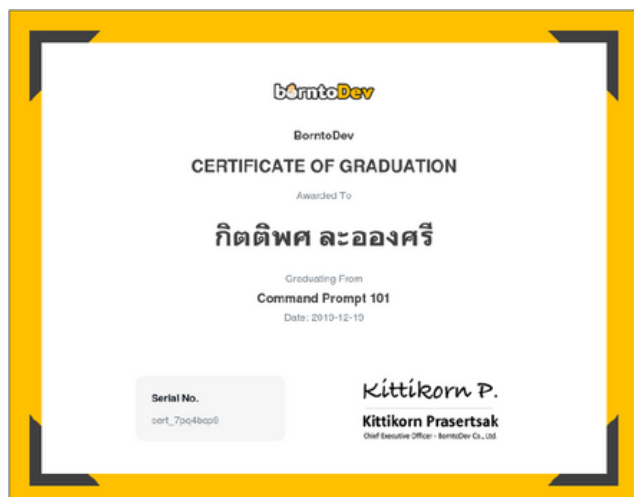 borntoDev
BorntoDev
CERTIFICATE OF GRADUATION
Awarded To
กิตติพศ ละอองศรี
Graduating From
Command Prompt 101
Date: 2019-12-19
Serial No.
Kittikorn P.
Kittikorn Prasertsak
Chief Executive Officer - BorntoDev Co., Ltd.